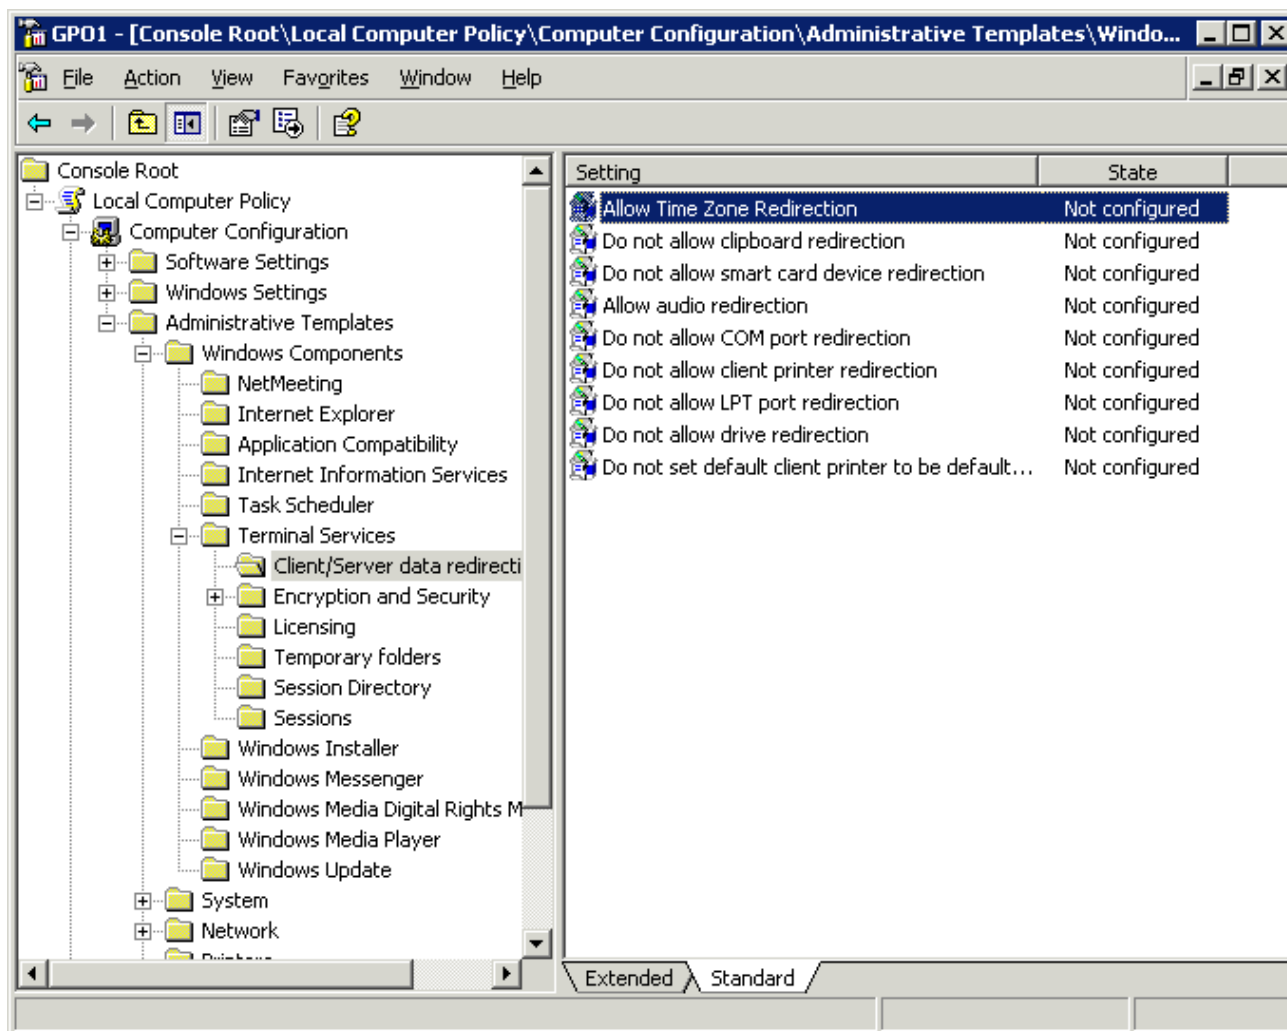 GPO1 - [Console Root\Local Computer Policy\Computer Configuration\Administrative Templates\Windo...
File Action View Favorites Window Help
Console Root
Local Computer Policy
Computer Configuration
Software Settings
Windows Settings
Administrative Templates
Windows Components
NetMeeting
Internet Explorer
Application Compatibility
Internet Information Services
Task Scheduler
Terminal Services
Client/Server data redirecti
Encryption and Security
Licensing
Temporary folders
Session Directory
Sessions
Windows Installer
Windows Messenger
Windows Media Digital Rights M
Windows Media Player
Windows Update
System
Network
Setting State
Allow Time Zone Redirection Not configured
Do not allow clipboard redirection Not configured
Do not allow smart card device redirection Not configured
Allow audio redirection Not configured
Do not allow COM port redirection Not configured
Do not allow client printer redirection Not configured
Do not allow LPT port redirection Not configured
Do not allow drive redirection Not configured
Do not set default client printer to be default... Not configured
Extended Standard